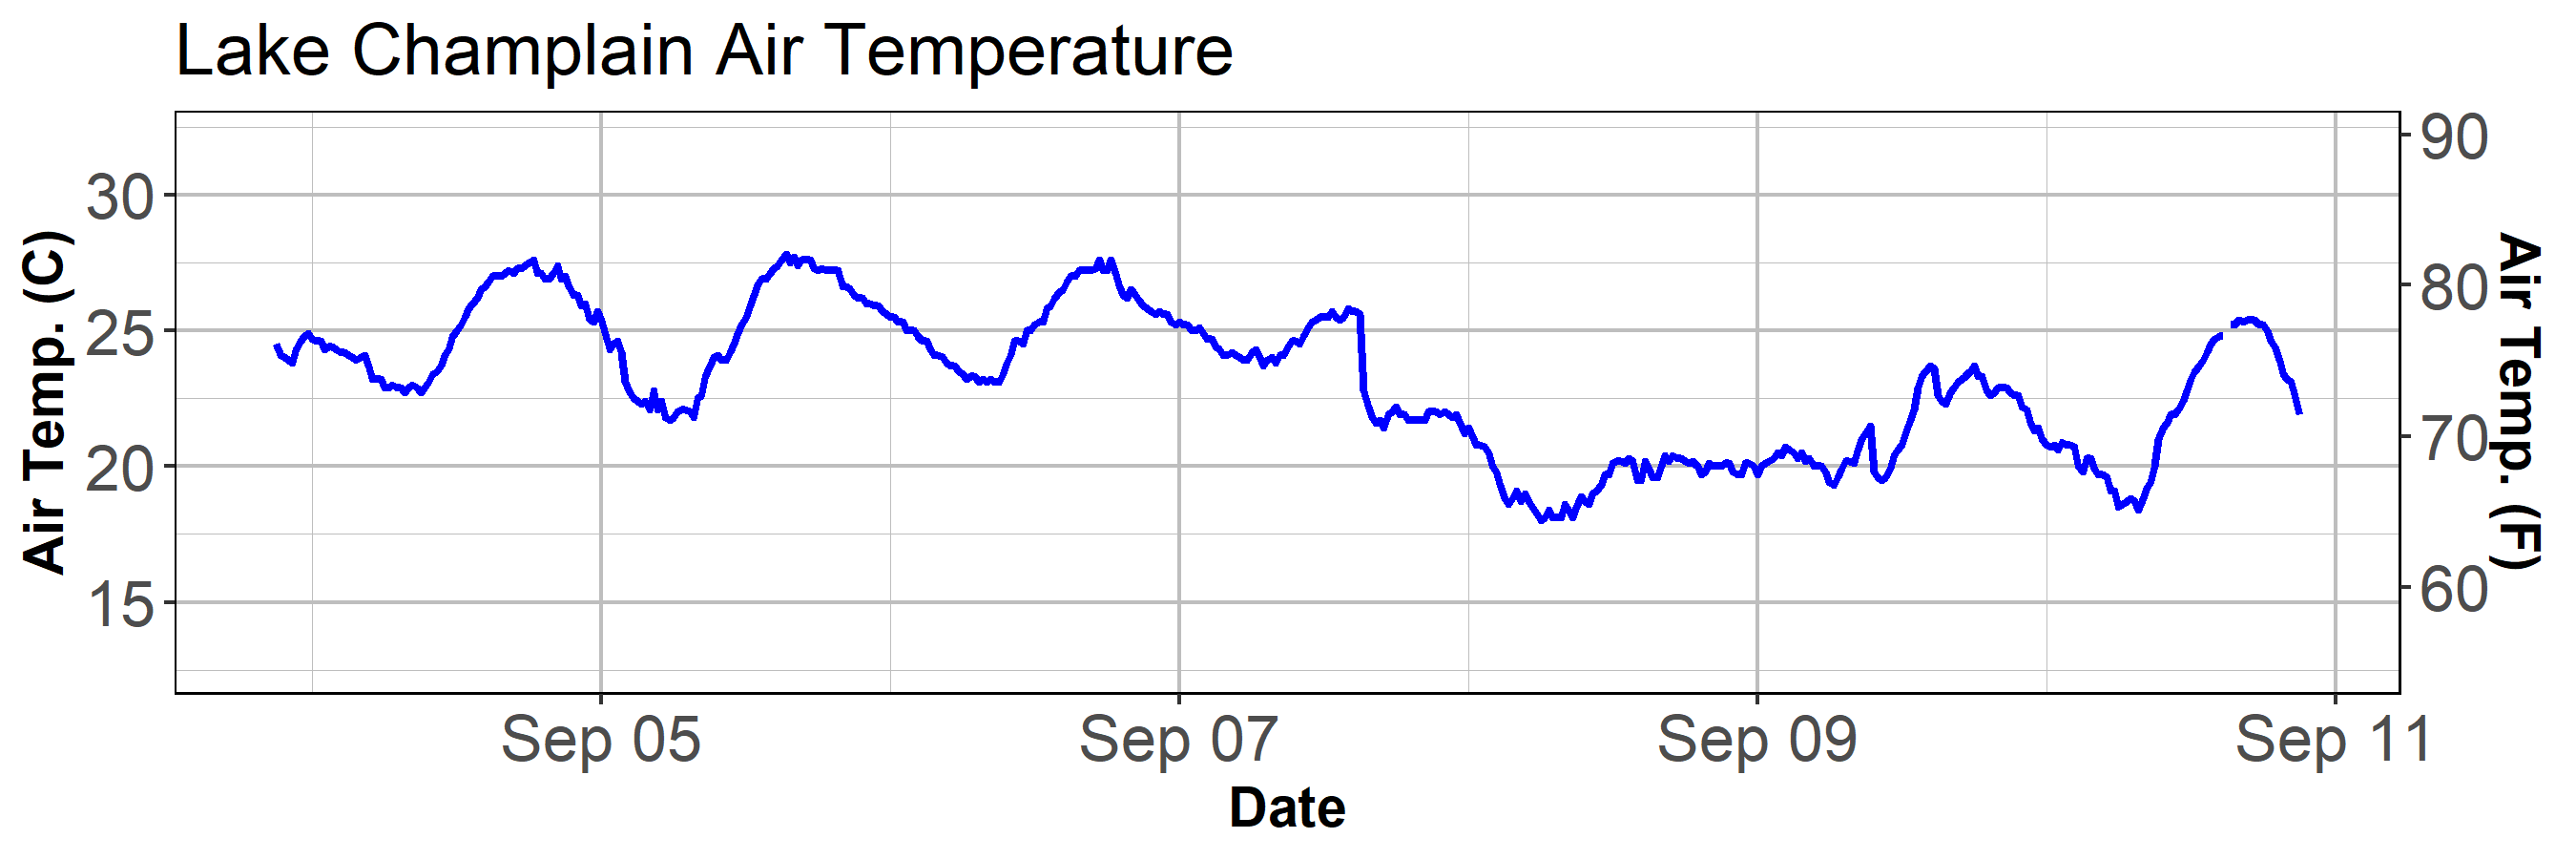 Lake Champlain Air Temperature
Air Temp. (C)
30
25
20
15
90
80
70
60
Air Temp. (F)
Sep 05
Sep 07
Sep 09
Sep 11
Date